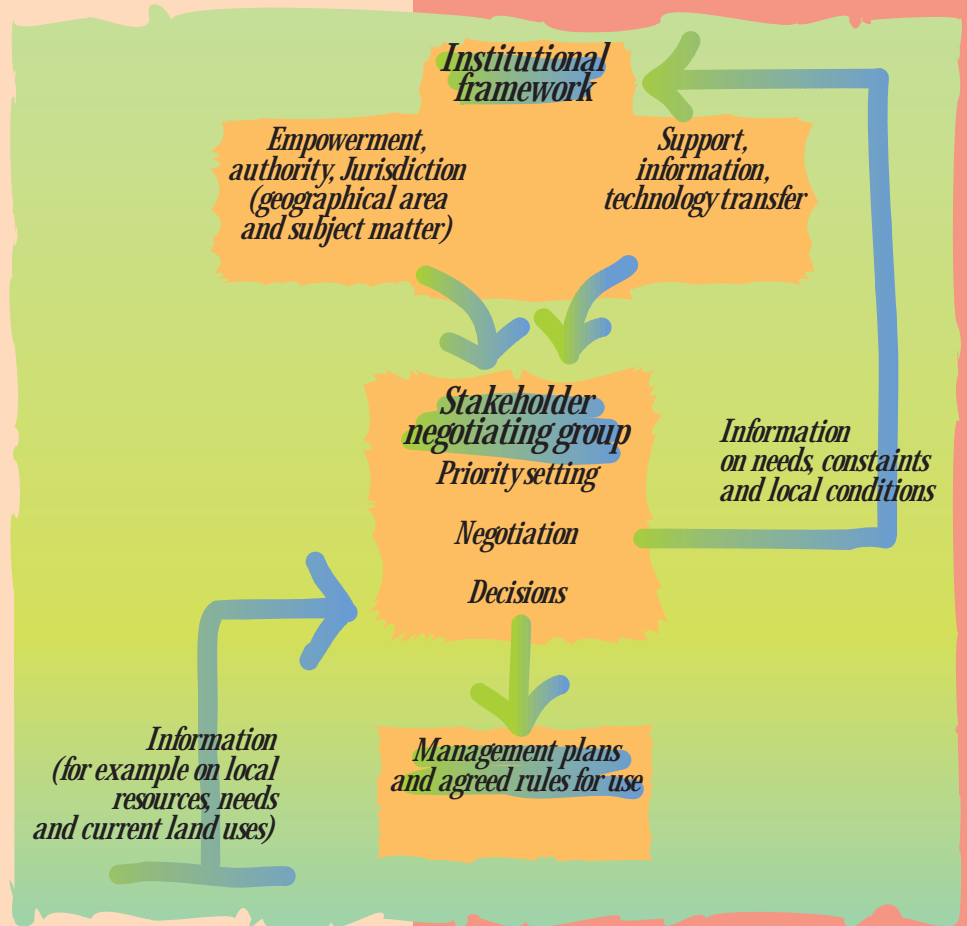 Institutional
framework
Empowerment,
authority, Jurisdiction
(geographical area
and subject matter)
Support,
information,
technology transfer
Stakeholder
negotiating group
Priority setting
Negotiation
Decisions
Information
on needs, constaints
and local conditions
Information
(for example on local
resources, needs
and current land uses)
Management plans
and agreed rules for use